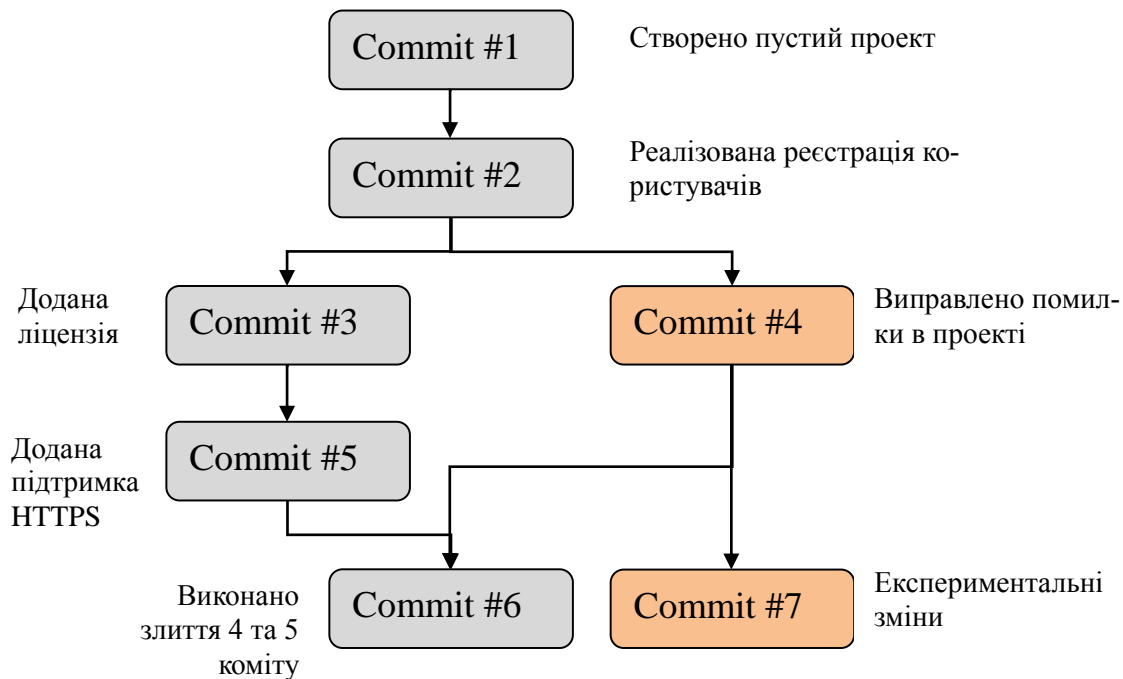 Commit #1
Створено пустий проект
Commit #2
Реалізована реєстрація ко-
ристувачів
Додана
ліцензія
Commit #3
Commit #4
Виправлено помил-
ки в проекті
Додана
підтримка
HTTPS
Commit #5
Виконано
злиття 4 та 5
коміту
Commit #6
Commit #7
Експериментальні
зміни